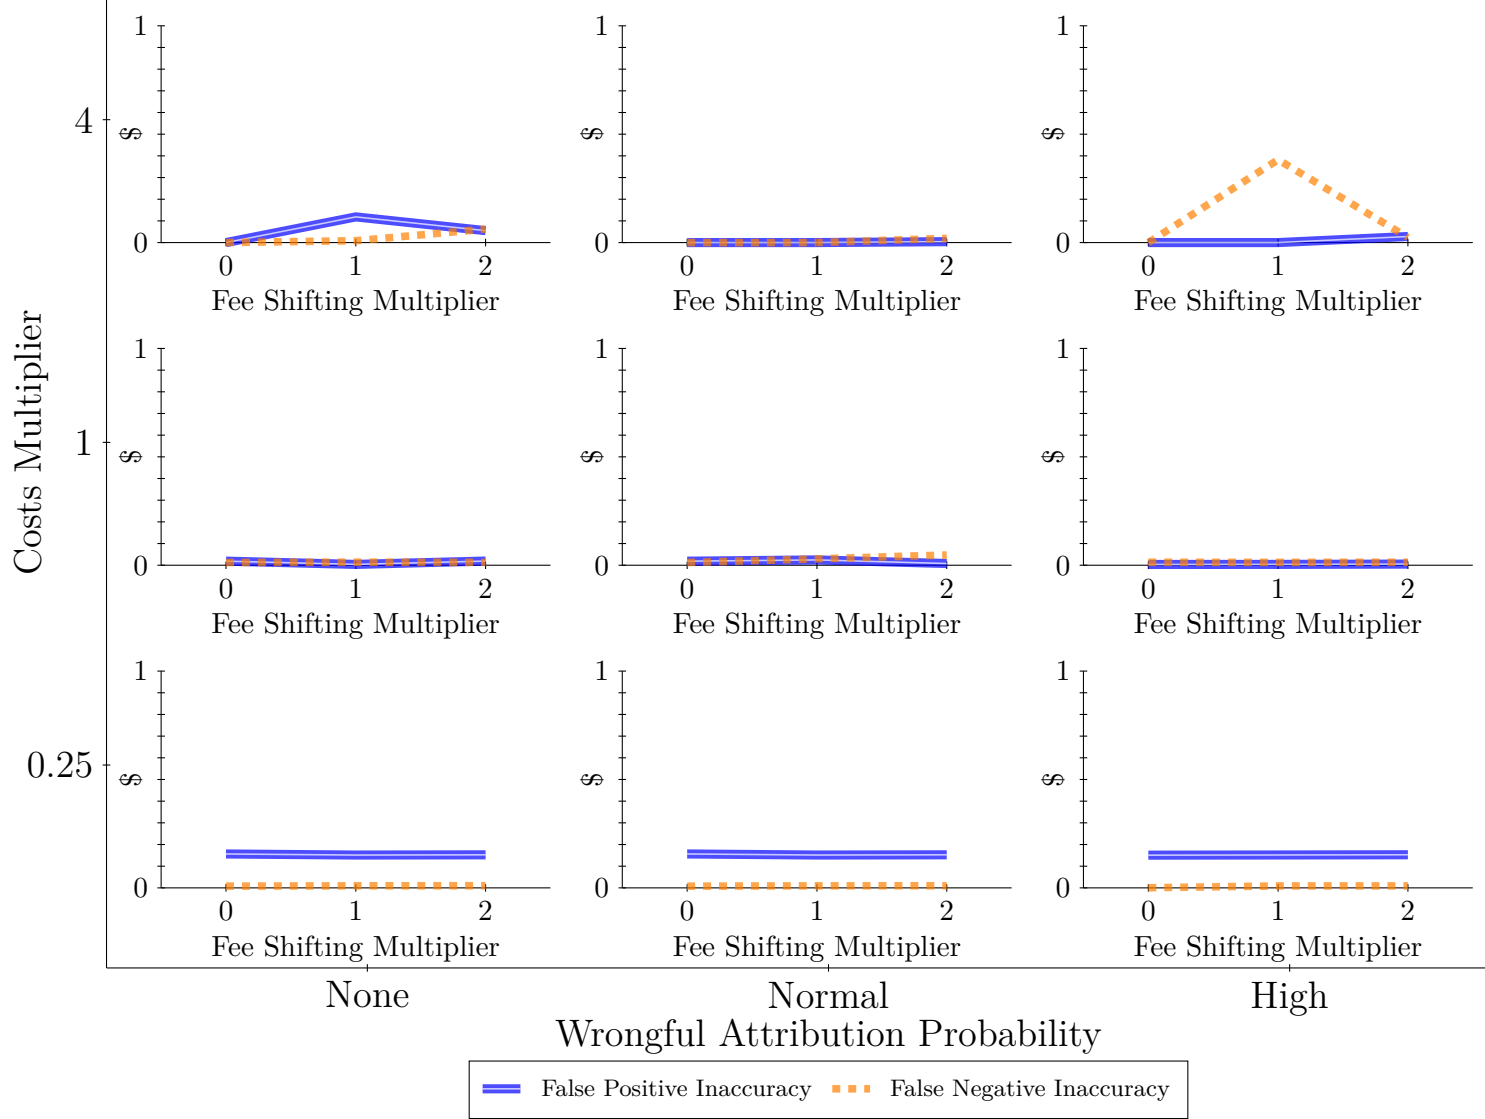 Costs Multiplier
4
1
0.25
1
$
0
0 1 2
Fee Shifting Multiplier
1
$
0
0 1 2
Fee Shifting Multiplier
1
$
0
0 1 2
Fee Shifting Multiplier
1
$
0
0 1 2
Fee Shifting Multiplier
1
$
0
0 1 2
Fee Shifting Multiplier
1
$
0
0 1 2
Fee Shifting Multiplier
1
$
0
0 1 2
Fee Shifting Multiplier
1
$
0
0 1 2
Fee Shifting Multiplier
1
$
0
0 1 2
Fee Shifting Multiplier
None Normal High
Wrongful Attribution Probability
False Positive Inaccuracy False Negative Inaccuracy